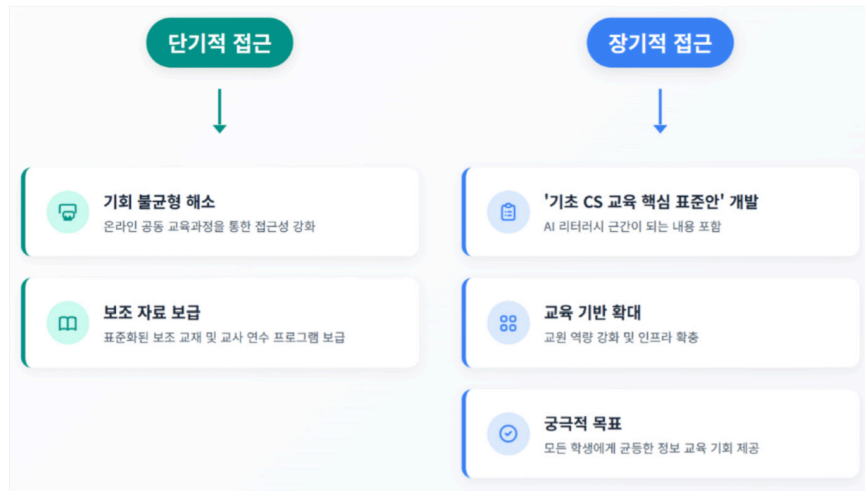 단기적 접근
기회 불균형 해소
온라인 공동 교육과정을 통한 접근성 강화
보조 자료 보급
표준화된 보조 교재 및 교사 연수 프로그램 보급
장기적 접근
'기초 CS 교육 핵심 표준안' 개발
AI 리터러시 근간이 되는 내용 포함
교육 기반 확대
교원 역량 강화 및 인프라 확충
궁극적 목표
모든 학생에게 균등한 정보 교육 기회 제공